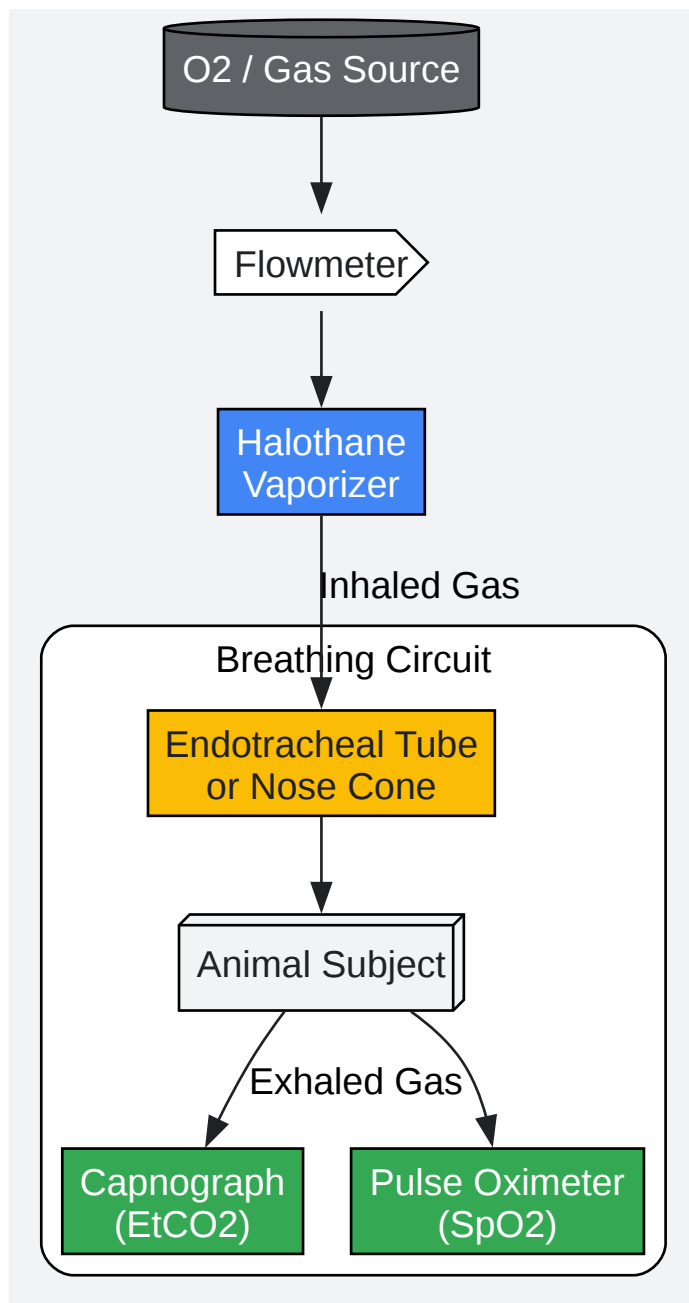 O2 / Gas Source
Flowmeter
Halothane
Vaporizer
Inhaled Gas
Breathing Circuit
Endotracheal Tube
or Nose Cone
Animal Subject
Exhaled Gas
Capnograph
(EtCO2)
Pulse Oximeter
(SpO2)